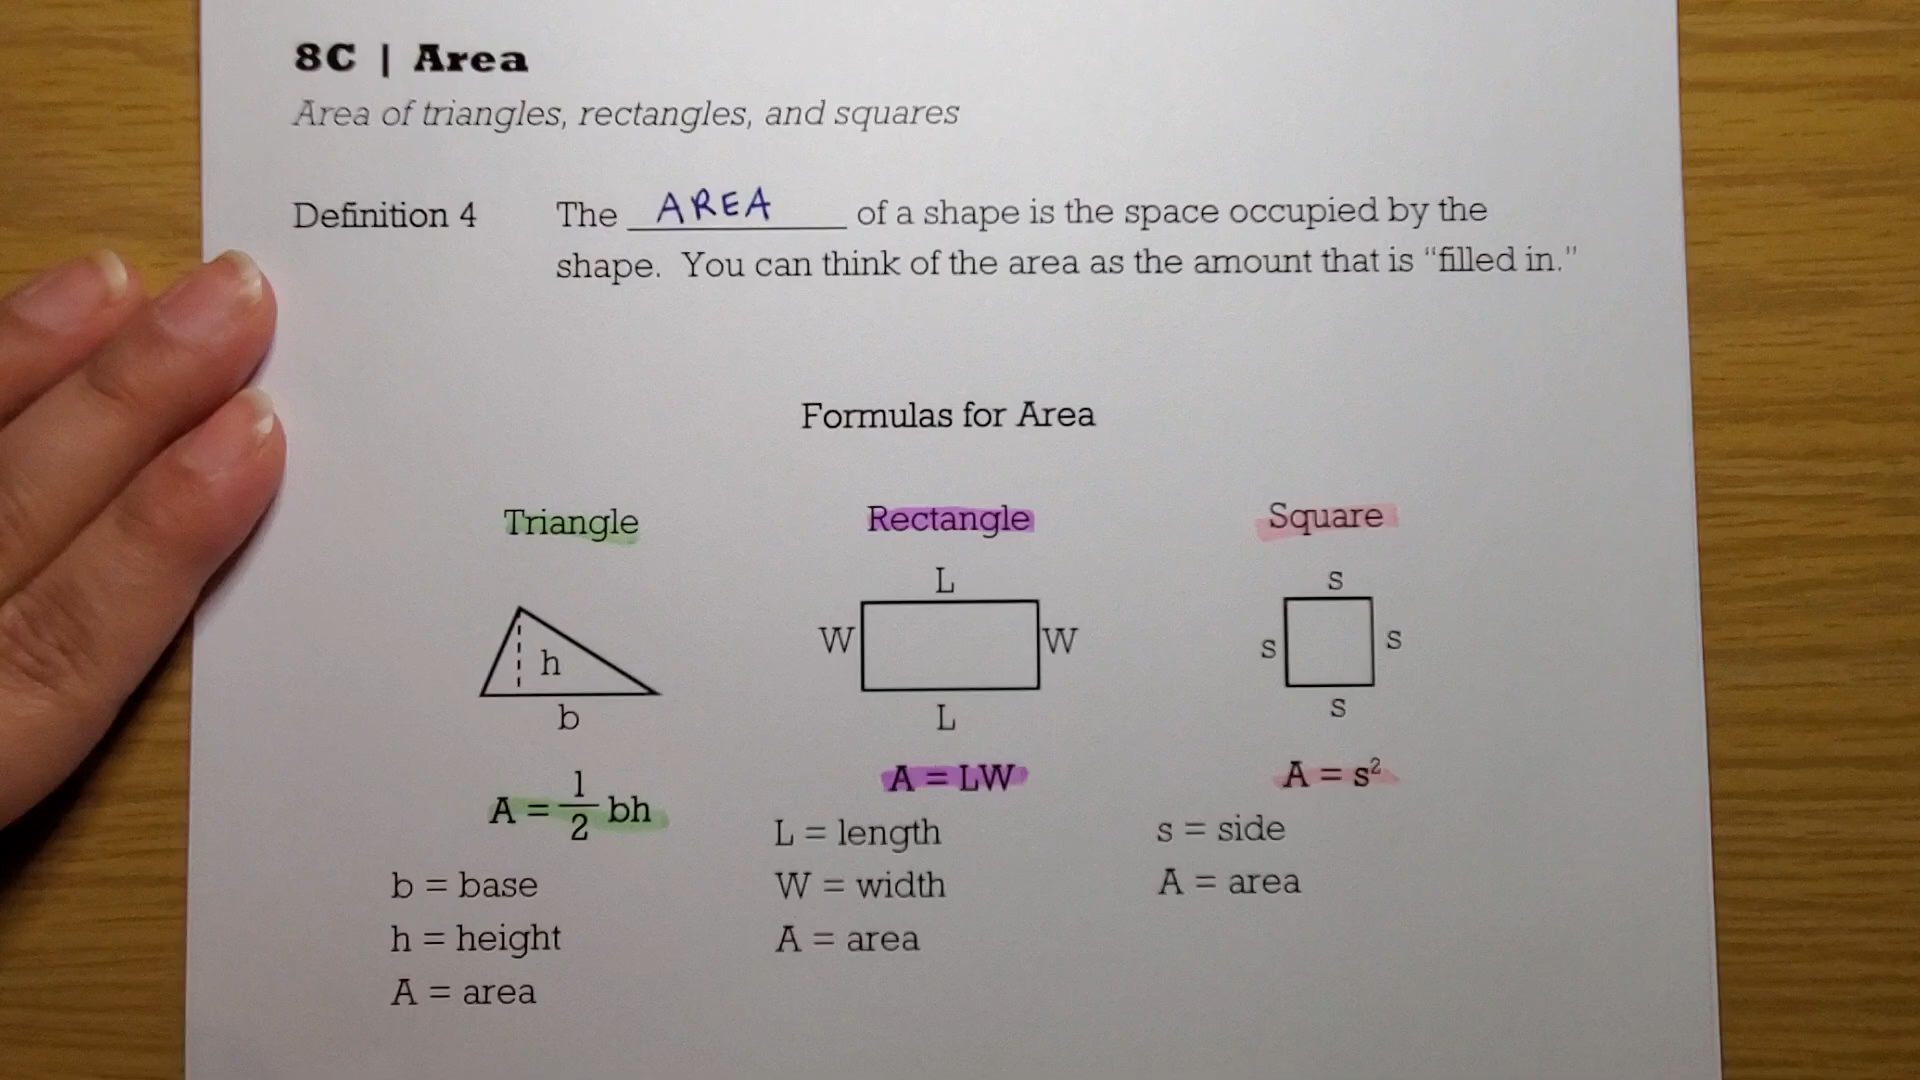 8C | Area
Area of triangles, rectangles, and squares
Definition 4 The AREA of a shape is the space occupied by the
shape. You can think of the area as the amount that is “filled in.”
Formulas for Area
Triangle
h
b
A = 1/2 bh
b = base
h = height
A = area
Rectangle
L
W W
L
A = LW
L = length
W = width
A = area
Square
s
s s
s
A = s²
s = side
A = area